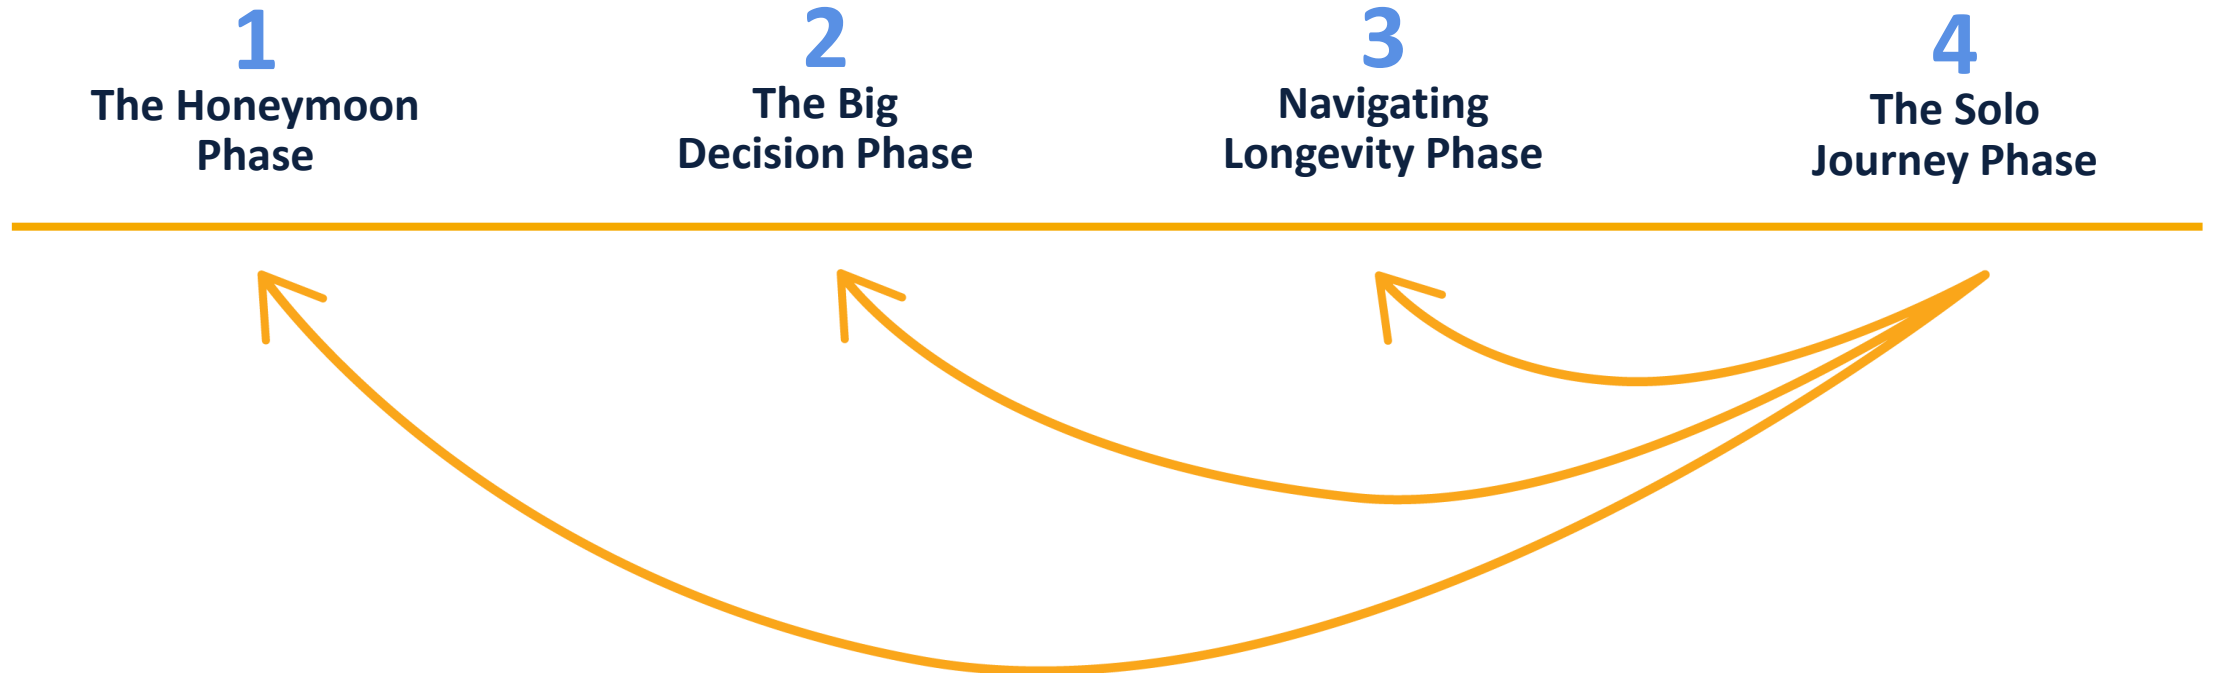 1
The Honeymoon
Phase
2
The Big
Decision Phase
3
Navigating
Longevity Phase
4
The Solo
Journey Phase